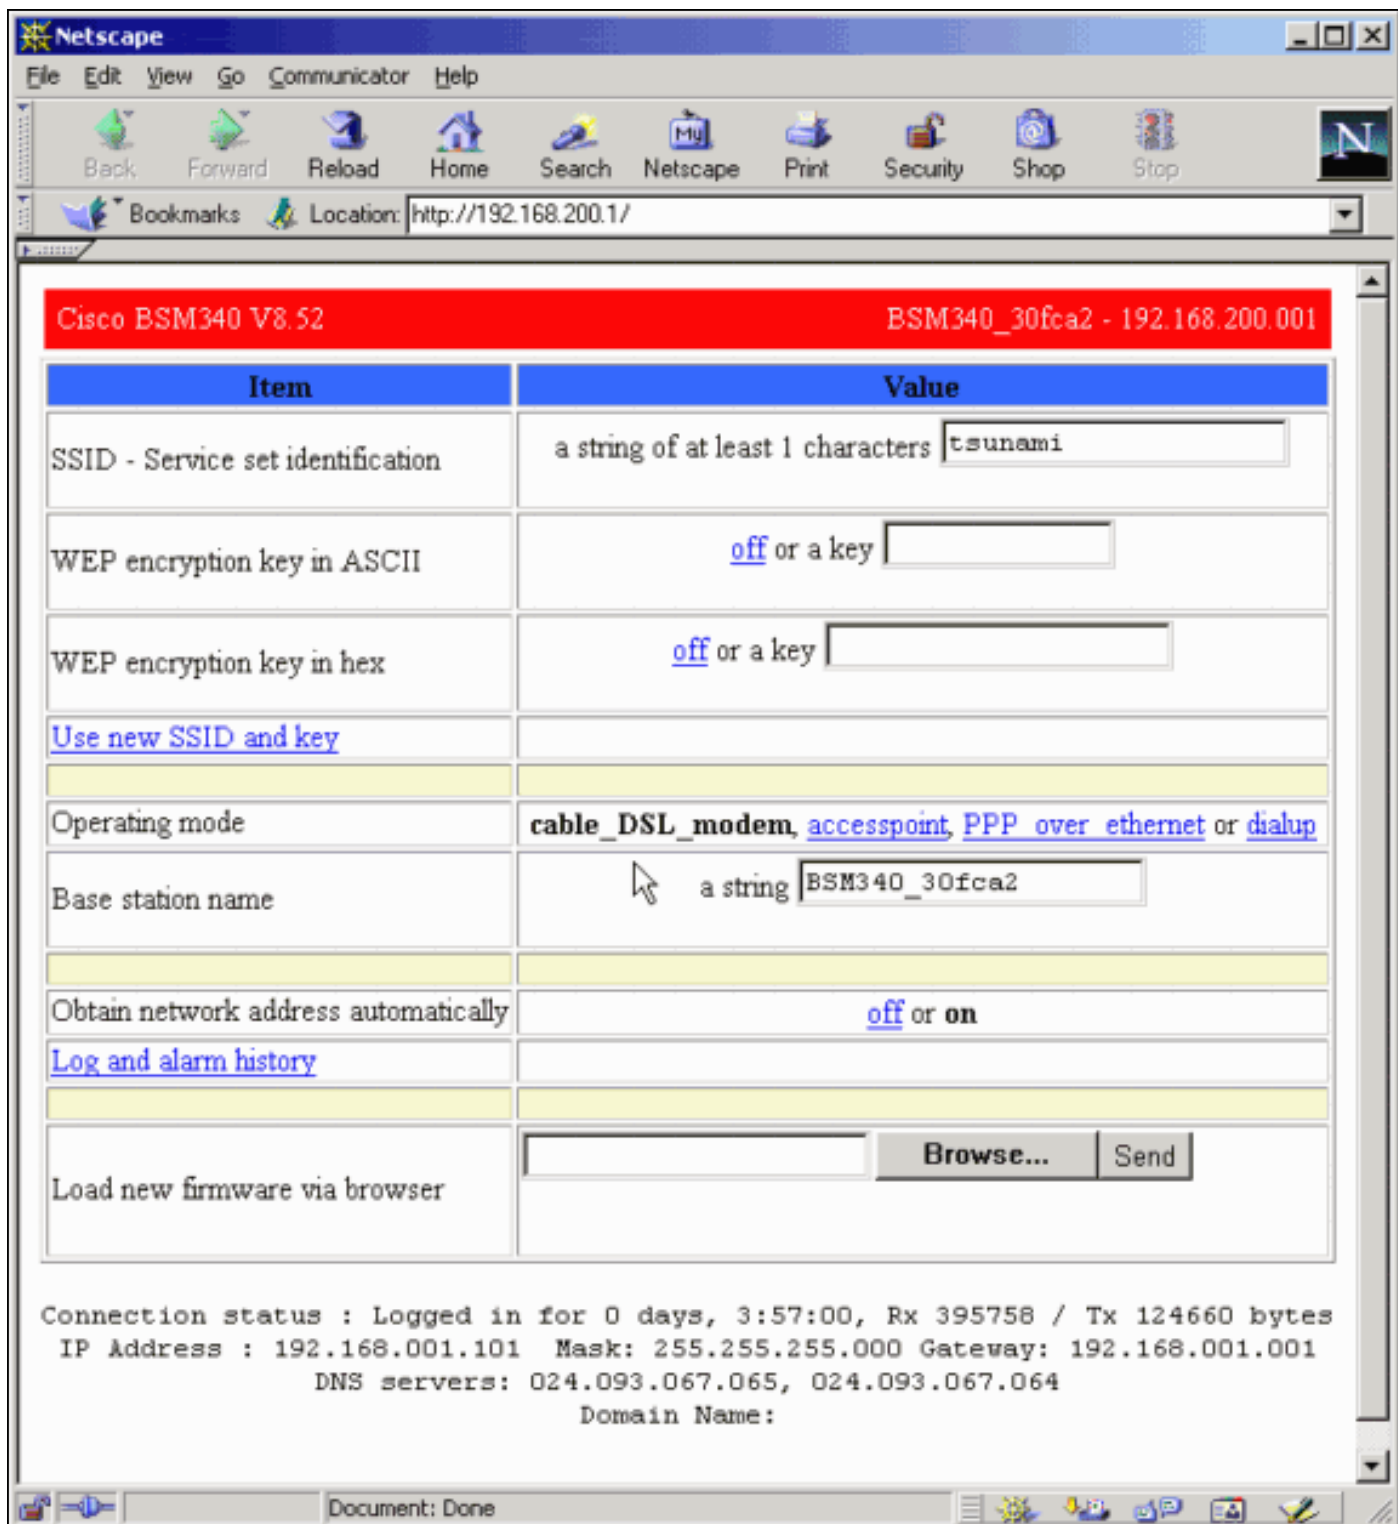 Netscape
File Edit View Go Communicator Help
Back Forward Reload Home Search Netscape Print Security Shop Stop
My
N
Bookmarks Location: http://192.168.200.1/
Cisco BSM340 V8.52 BSM340_30fca2 - 192.168.200.001
Item Value
SSID - Service set identification a string of at least 1 characters tsunami
WEP encryption key in ASCII off or a key
WEP encryption key in hex off or a key
Use new SSID and key
Operating mode cable_DSL_modem, accesspoint, PPP_over_ethernet or dialup
Base station name a string BSM340_30fca2
Obtain network address automatically off or on
Log and alarm history
Load new firmware via browser Browse... Send
Connection status : Logged in for 0 days, 3:57:00, Rx 395758 / Tx 124660 bytes
IP Address : 192.168.001.101 Mask: 255.255.255.000 Gateway: 192.168.001.001
DNS servers: 024.093.067.065, 024.093.067.064
Domain Name:
Document: Done